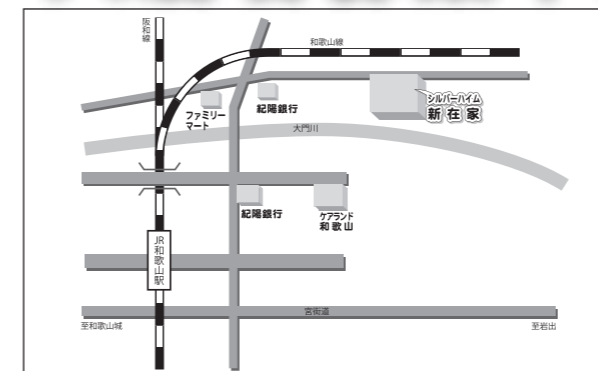 阪和線
和歌山線
ファミリー
マート
紀陽銀行
シルバーハイム
新在家
大門川
紀陽銀行
ケアランド
和歌山
JR和歌山駅
宮街道
至和歌山城
至岩出